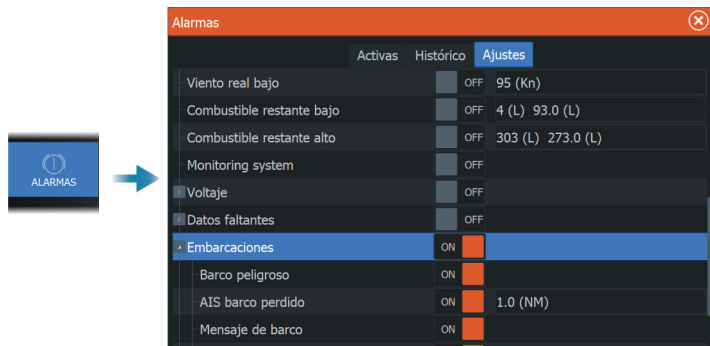 Alarmas
Activas Histórico Ajustes
Viento real bajo OFF 95 (Kn)
Combustible restante bajo OFF 4 (L) 93.0 (L)
Combustible restante alto OFF 303 (L) 273.0 (L)
Monitoring system OFF
ALARMAS
Voltaje OFF
Datos faltantes OFF
Embarcaciones ON
Barco peligroso ON
AIS barco perdido ON 1.0 (NM)
Mensaje de barco ON